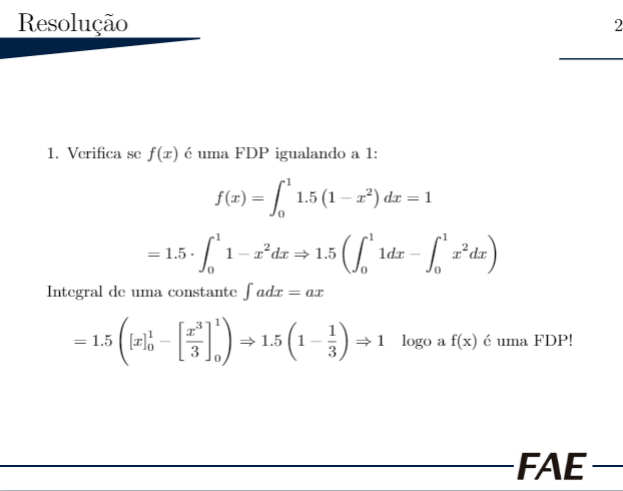 Resolução
2
1. Verifica se f(x) é uma FDP igualando a 1:
f(x) = ∫₀¹ 1.5 (1 − x²) dx = 1
= 1.5 · ∫₀¹ 1 − x²dx ⇒ 1.5 (∫₀¹ 1dx − ∫₀¹ x²dx)
Integral de uma constante ∫ adx = ax
= 1.5 ([x]₀¹ − [x³/3]₀¹) ⇒ 1.5 (1 − 1/3) ⇒ 1 logo a f(x) é uma FDP!
FAE